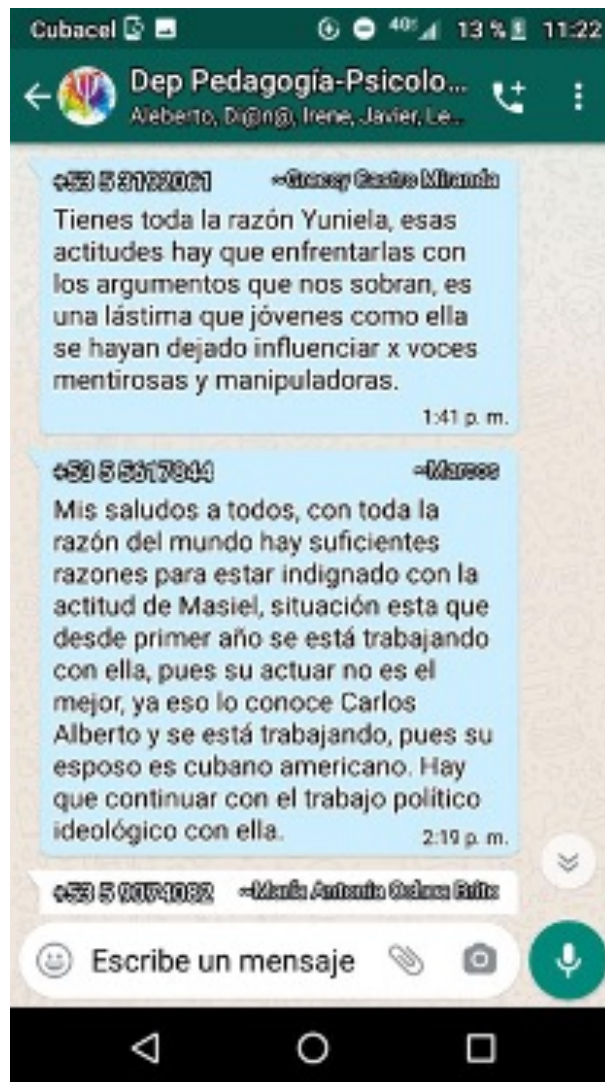 Cubacel 13 % 11:22
Dep Pedagogía-Psicolo...
Aleberto, Di@n@, Irene, Javier, Le...
~Marcos
Tienes toda la razón Yuniela, esas
actitudes hay que enfrentarlas con
los argumentos que nos sobran, es
una lástima que jóvenes como ella
se hayan dejado influenciar x voces
mentirosas y manipuladoras.
1:41 p. m.
Mis saludos a todos, con toda la
razón del mundo hay suficientes
razones para estar indignado con la
actitud de Masiel, situación esta que
desde primer año se está trabajando
con ella, pues su actuar no es el
mejor, ya eso lo conoce Carlos
Alberto y se está trabajando, pues su
esposo es cubano americano. Hay
que continuar con el trabajo político
ideológico con ella.
2:19 p. m.
Escribe un mensaje